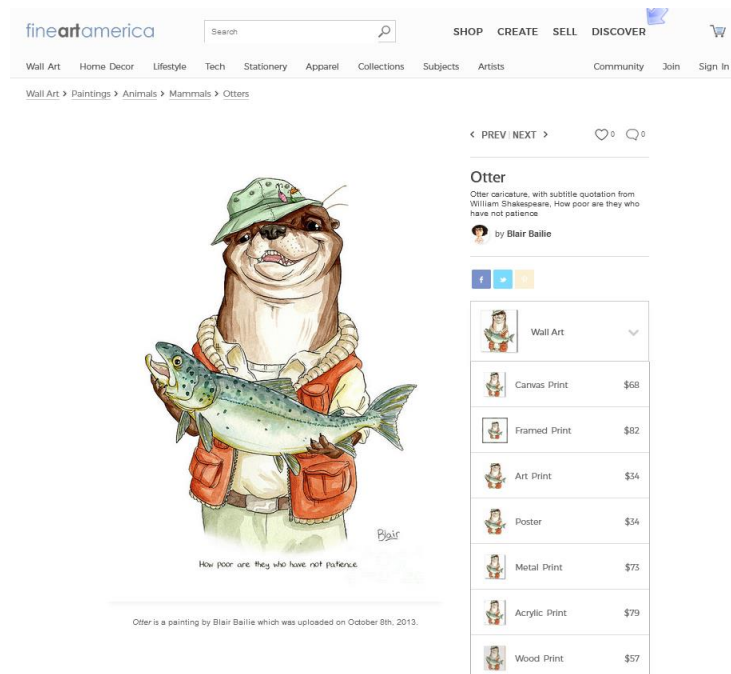 fineartamerica
Search
SHOP CREATE SELL DISCOVER
Wall Art Home Decor Lifestyle Tech Stationery Apparel Collections Subjects Artists Community Join Sign In
Wall Art > Paintings > Animals > Mammals > Otters
< PREV | NEXT >
0 0
Otter
Otter caricature, with subtitle quotation from
William Shakespeare, How poor are they who
have not patience
by Blair Bailie
f
Wall Art
Canvas Print $68
Framed Print $82
Art Print $34
Poster $34
Metal Print $73
Acrylic Print $79
Wood Print $57
Blair
How poor are they who have not patience
Otter is a painting by Blair Bailie which was uploaded on October 8th, 2013.